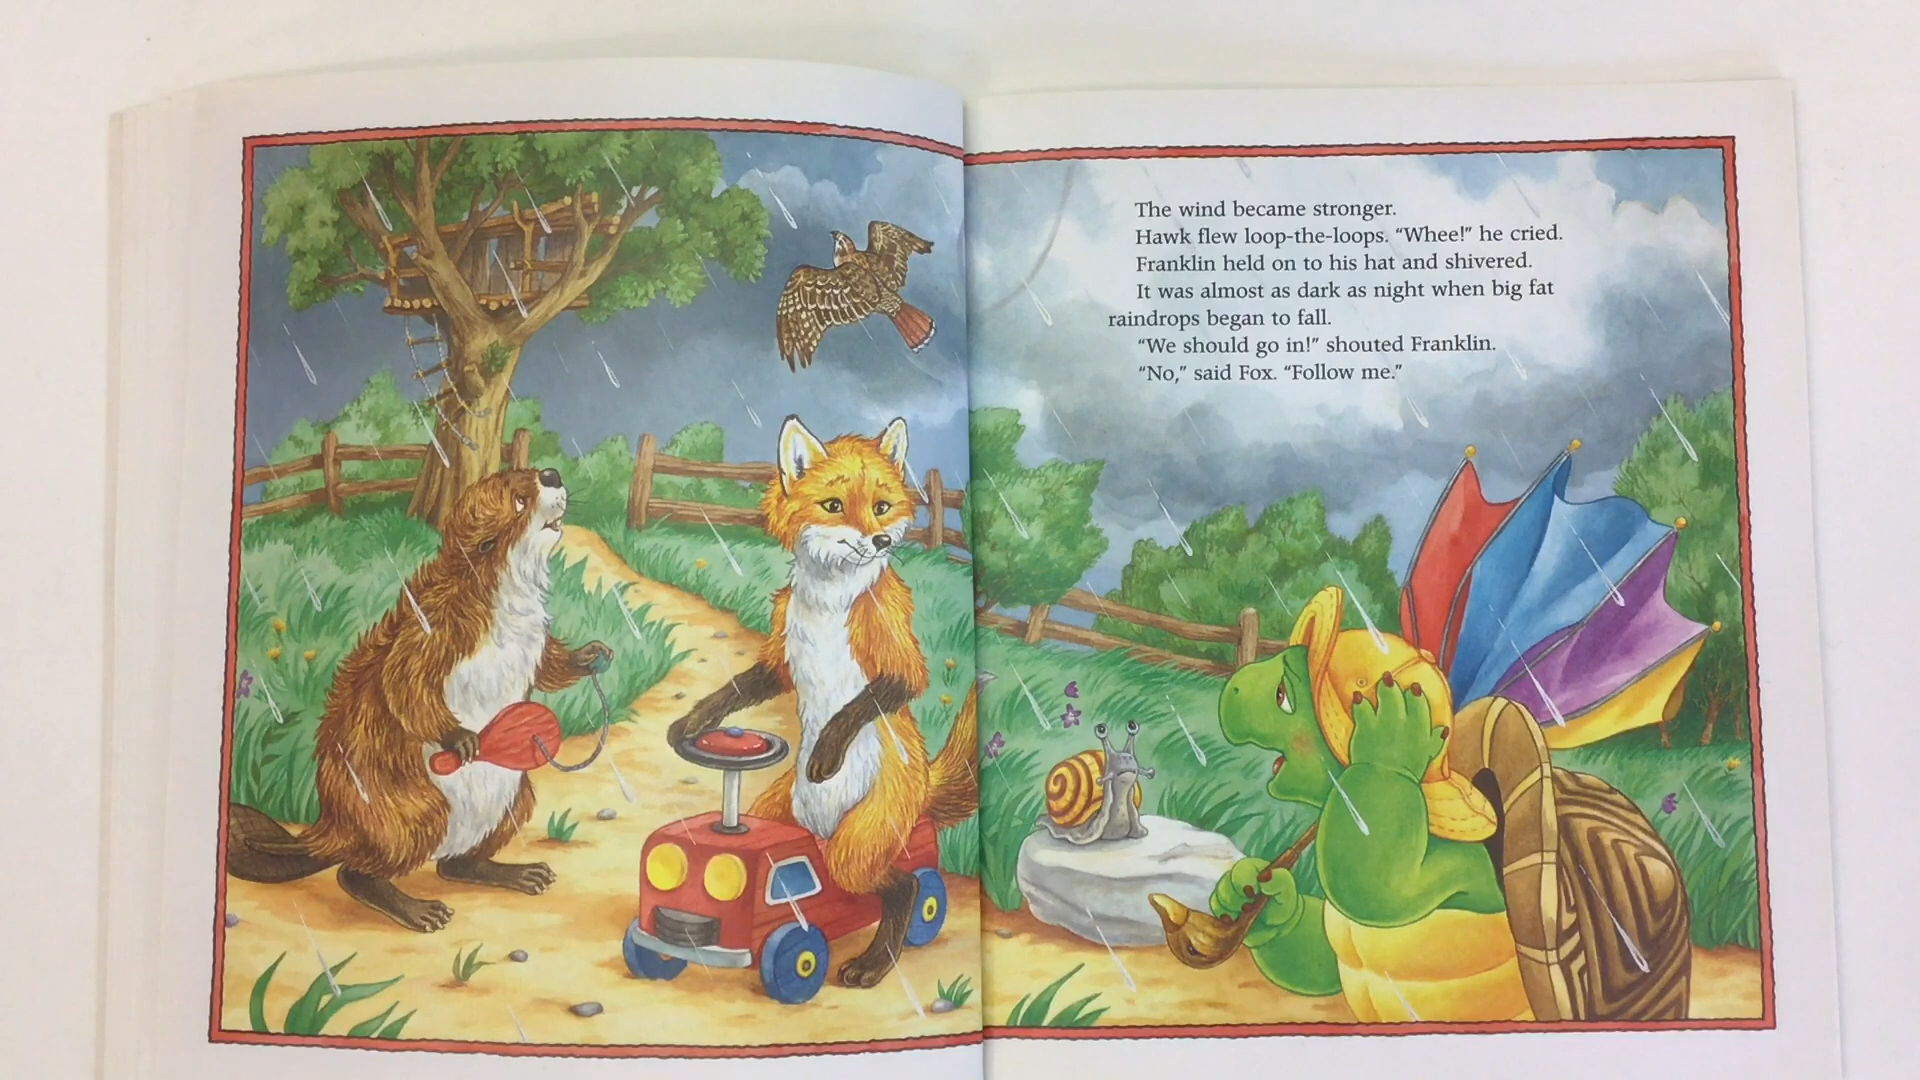 The wind became stronger.
Hawk flew loop-the-loops. “Whee!” he cried.
Franklin held on to his hat and shivered.
It was almost as dark as night when big fat
raindrops began to fall.
“We should go in!” shouted Franklin.
“No,” said Fox. “Follow me.”